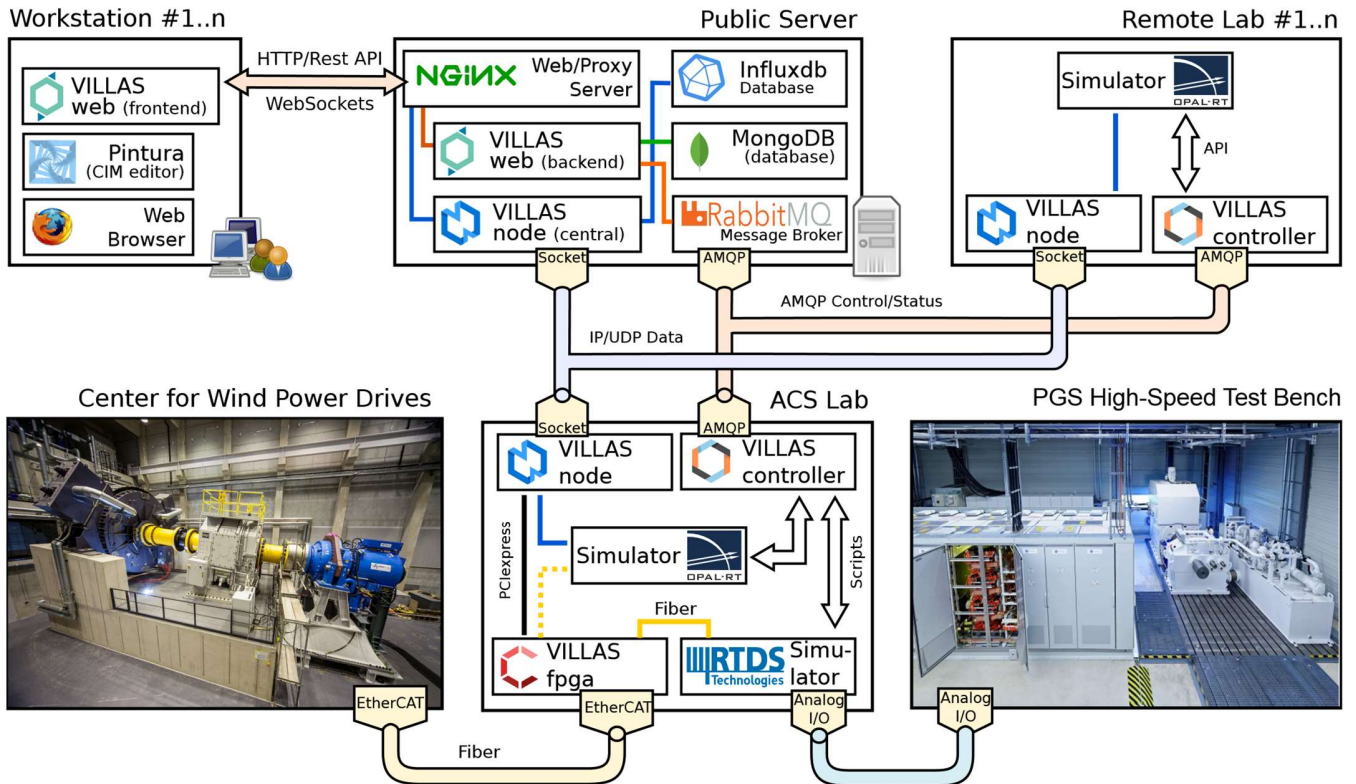 Workstation #1..n
Public Server
Remote Lab #1..n
VILLAS
web (frontend)
Pintura
(CIM editor)
Web
Browser
HTTP/Rest API
WebSockets
NGINX
Web/Proxy
Server
Influxdb
Database
VILLAS
web (backend)
MongoDB
(database)
VILLAS
node (central)
RabbitMQ
Message Broker
Socket
AMQP
Simulator
OPAL-RT
API
VILLAS
node
VILLAS
controller
Socket
AMQP
AMQP Control/Status
IP/UDP Data
Center for Wind Power Drives
ACS Lab
PGS High-Speed Test Bench
Socket
AMQP
VILLAS
node
VILLAS
controller
PCIexpress
Simulator
OPAL-RT
Scripts
Fiber
VILLAS
fpga
RTDS
Technologies
Simu-
lator
EtherCAT
EtherCAT
Analog
I/O
Analog
I/O
Fiber